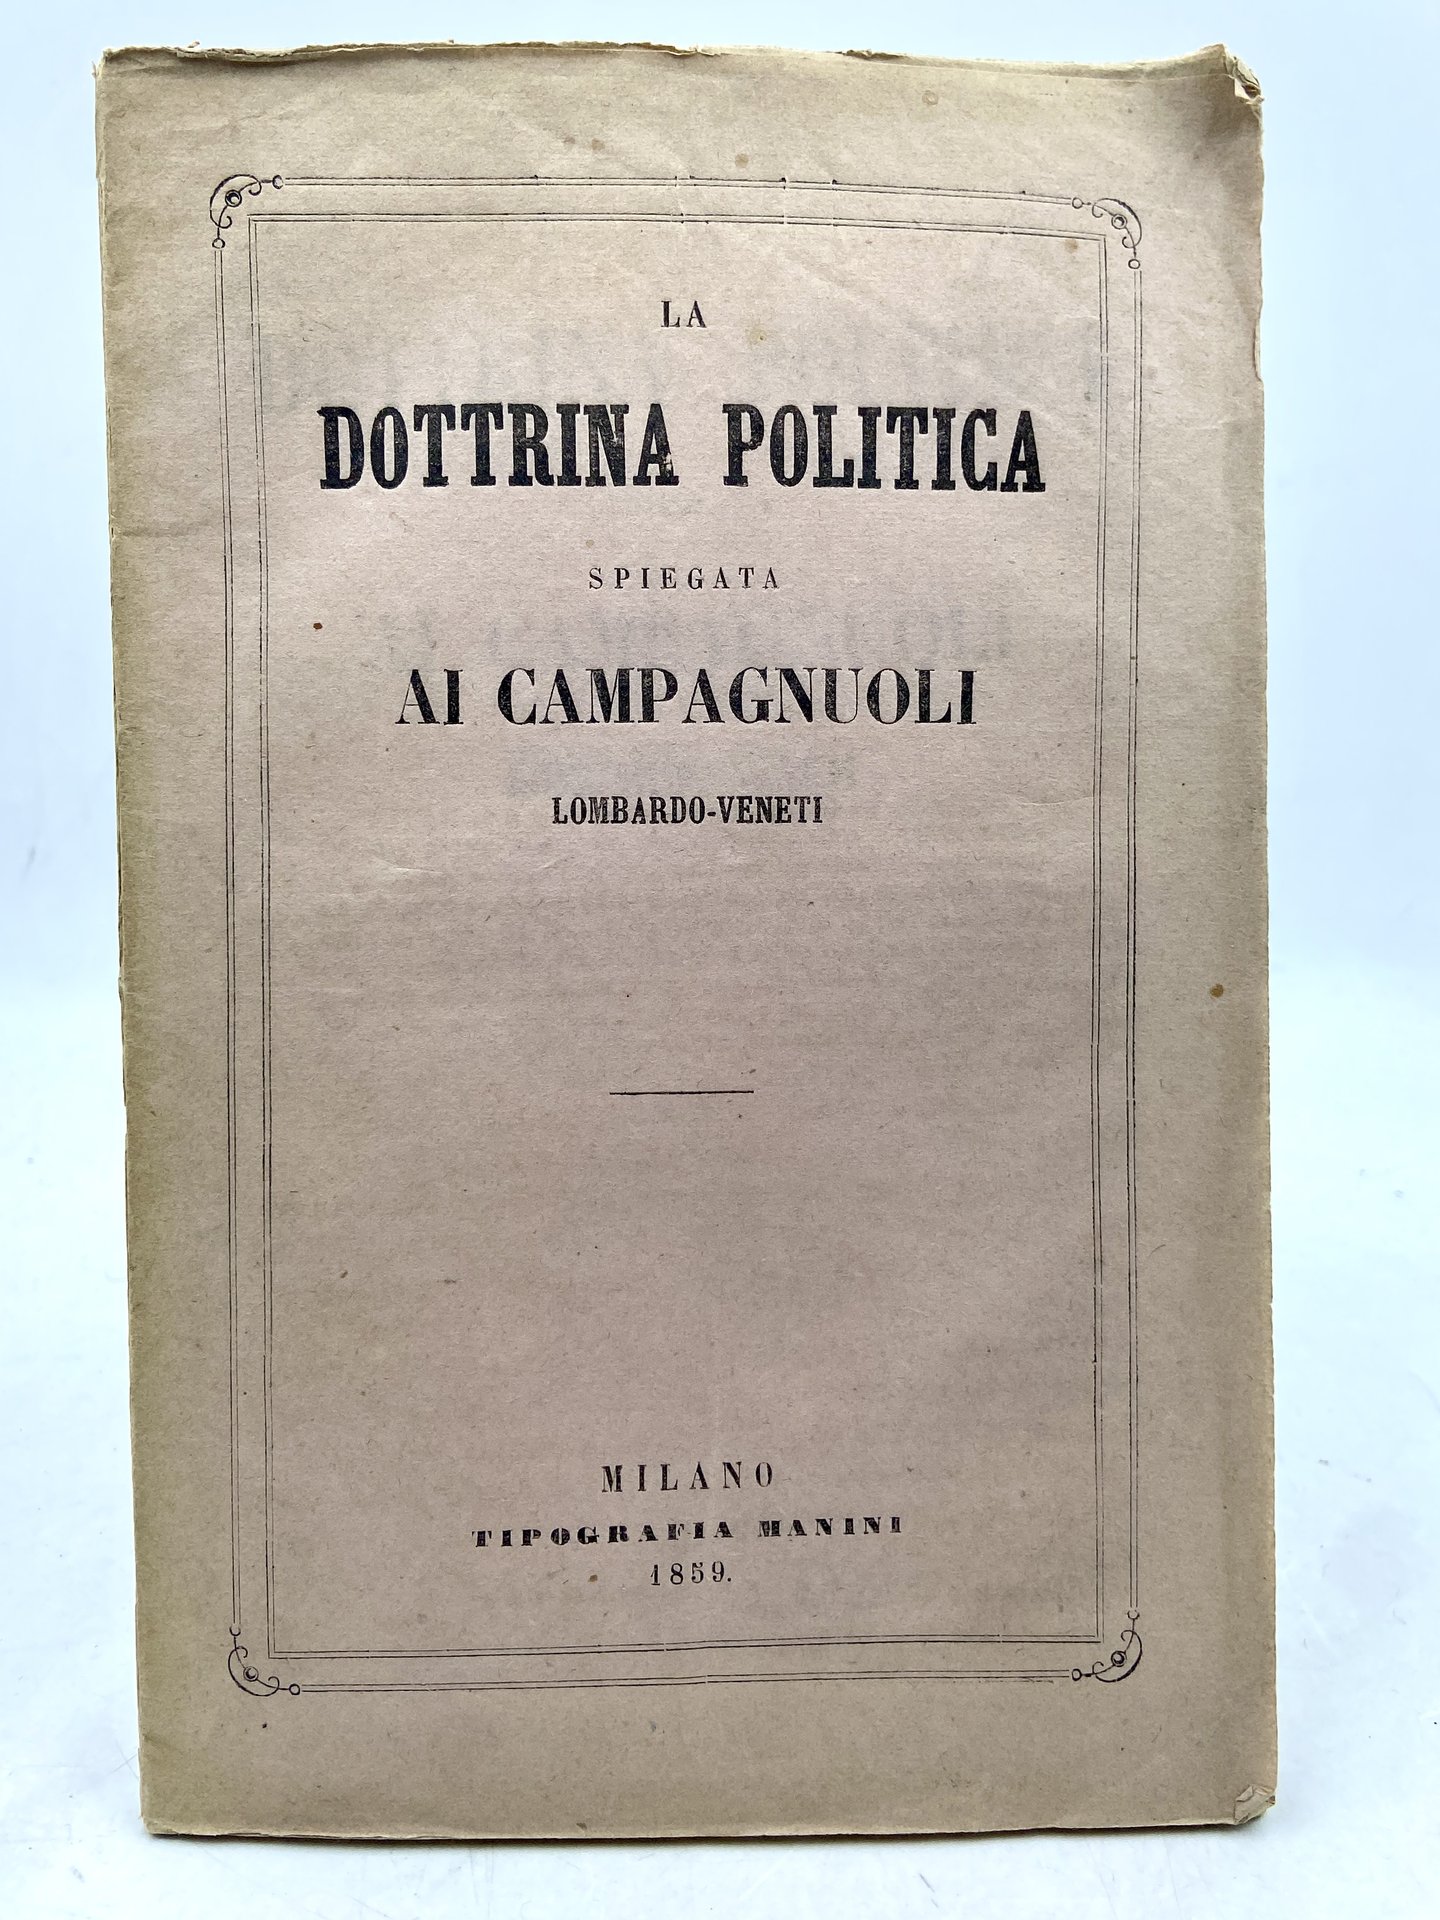 LA
DOTTRINA POLITICA
SPIEGATA
AI CAMPAGNUOLI
LOMBARDO-VENETI
MILANO
TIPOGRAFIA MANINI
1859.